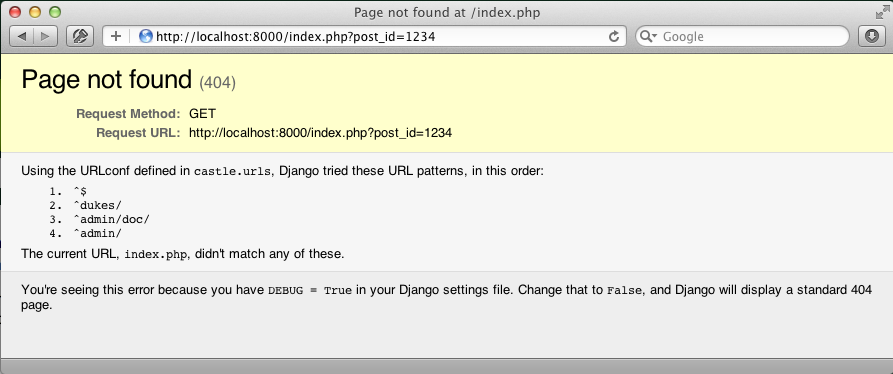 Page not found at /index.php
http://localhost:8000/index.php?post_id=1234
Google
Page not found (404)
Request Method: GET
Request URL: http://localhost:8000/index.php?post_id=1234
Using the URLconf defined in castle.urls, Django tried these URL patterns, in this order:
1. ^$
2. ^dukes/
3. ^admin/doc/
4. ^admin/
The current URL, index.php, didn't match any of these.
You're seeing this error because you have DEBUG = True in your Django settings file. Change that to False, and Django will display a standard 404
page.